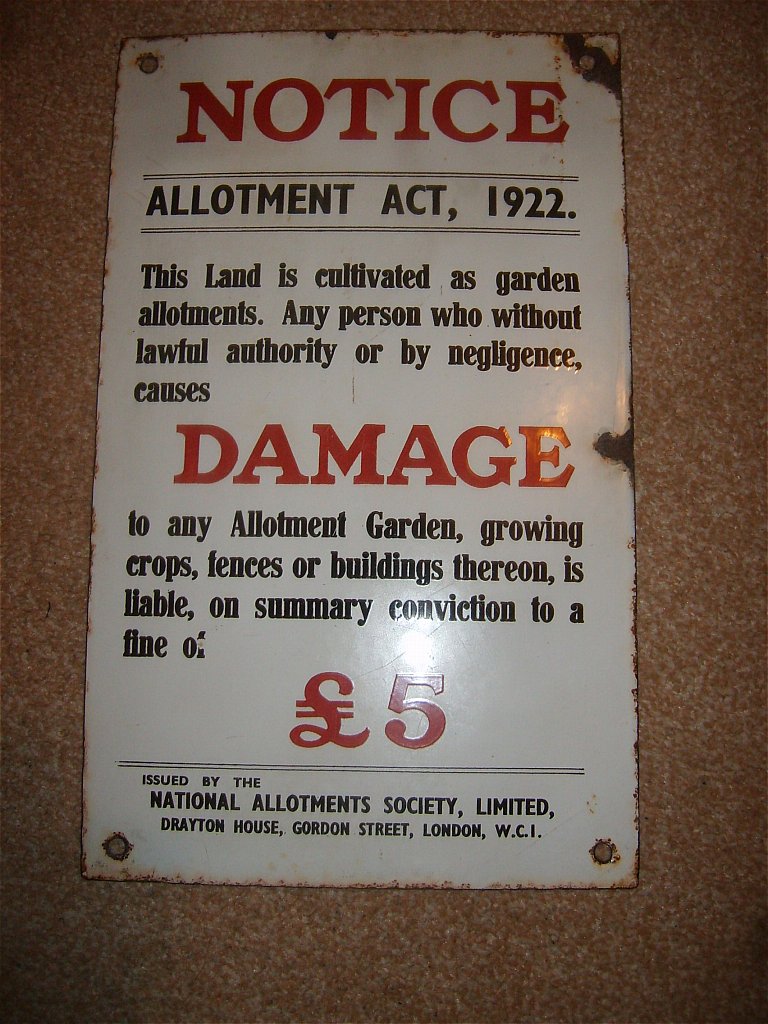 NOTICE
ALLOTMENT ACT, 1922.
This Land is cultivated as garden
allotments. Any person who without
lawful authority or by negligence,
causes
DAMAGE
to any Allotment Garden, growing
crops, fences or buildings thereon, is
liable, on summary conviction to a
fine of
£5
ISSUED BY THE
NATIONAL ALLOTMENTS SOCIETY, LIMITED,
DRAYTON HOUSE, GORDON STREET, LONDON, W.C.1.